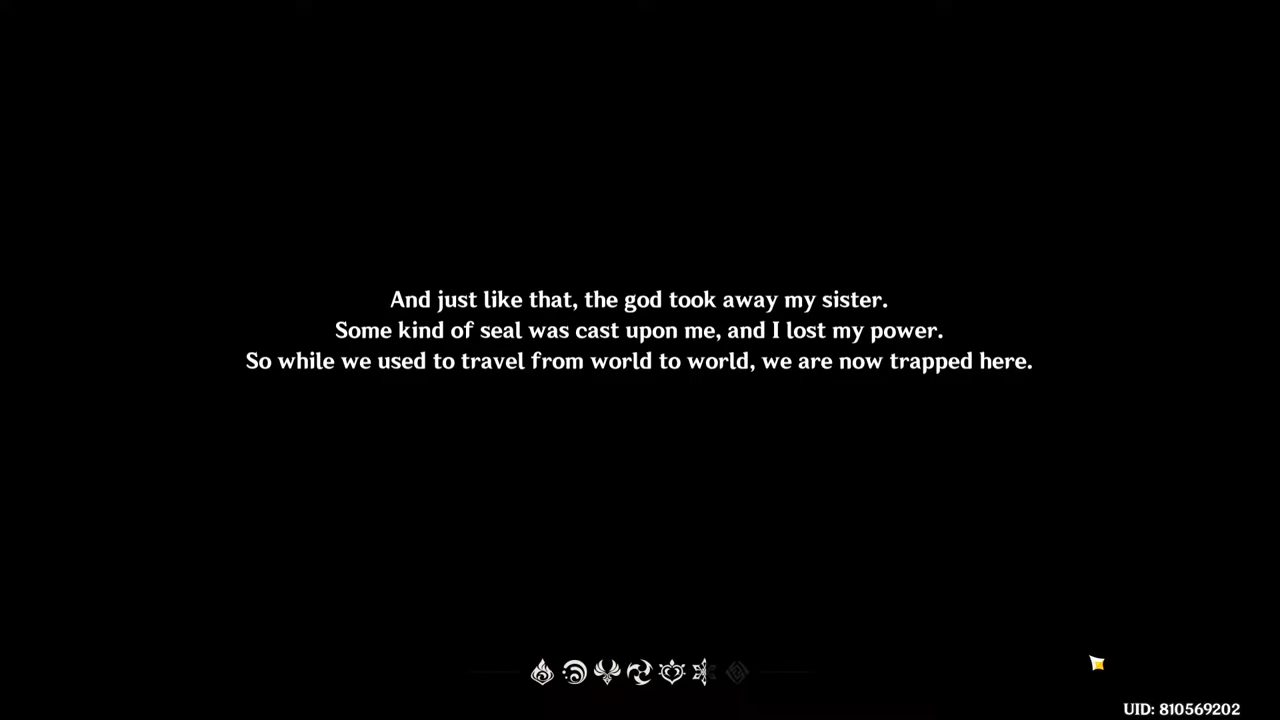 And just like that, the god took away my sister.
Some kind of seal was cast upon me, and I lost my power.
So while we used to travel from world to world, we are now trapped here.
UID: 810569202